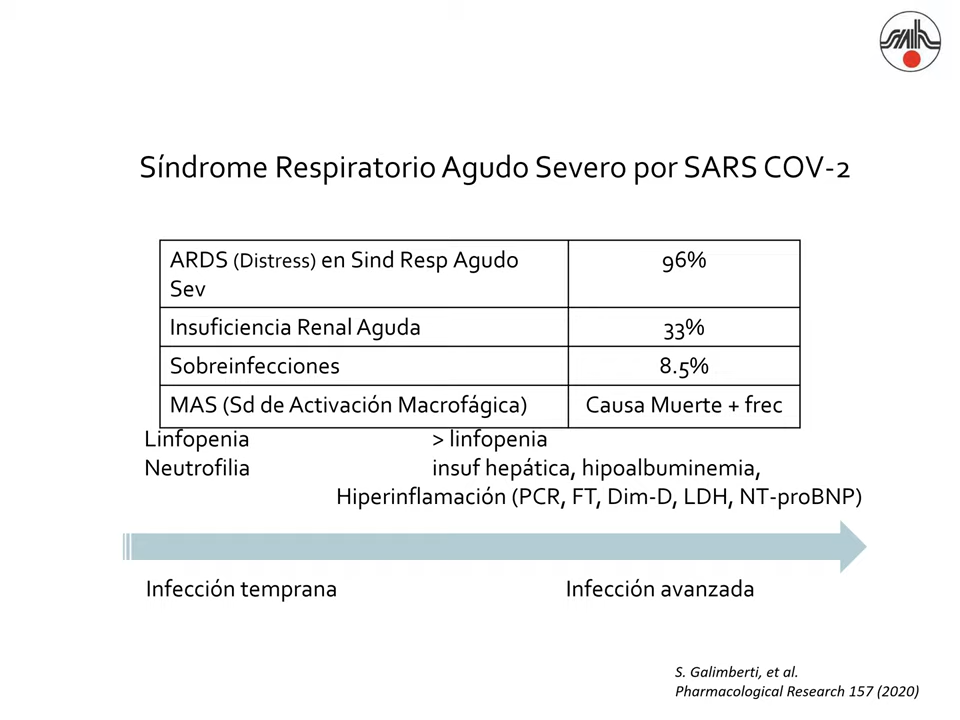 Síndrome Respiratorio Agudo Severo por SARS COV-2
ARDS (Distress) en Sind Resp Agudo
Sev
96%
Insuficiencia Renal Aguda
33%
Sobreinfecciones
8.5%
MAS (Sd de Activación Macrofágica)
Causa Muerte + frec
Linfopenia
> linfopenia
Neutrofilia
insuf hepática, hipoalbuminemia,
Hiperinflamación (PCR, FT, Dim-D, LDH, NT-proBNP)
Infección temprana
Infección avanzada
S. Galimberti, et al.
Pharmacological Research 157 (2020)